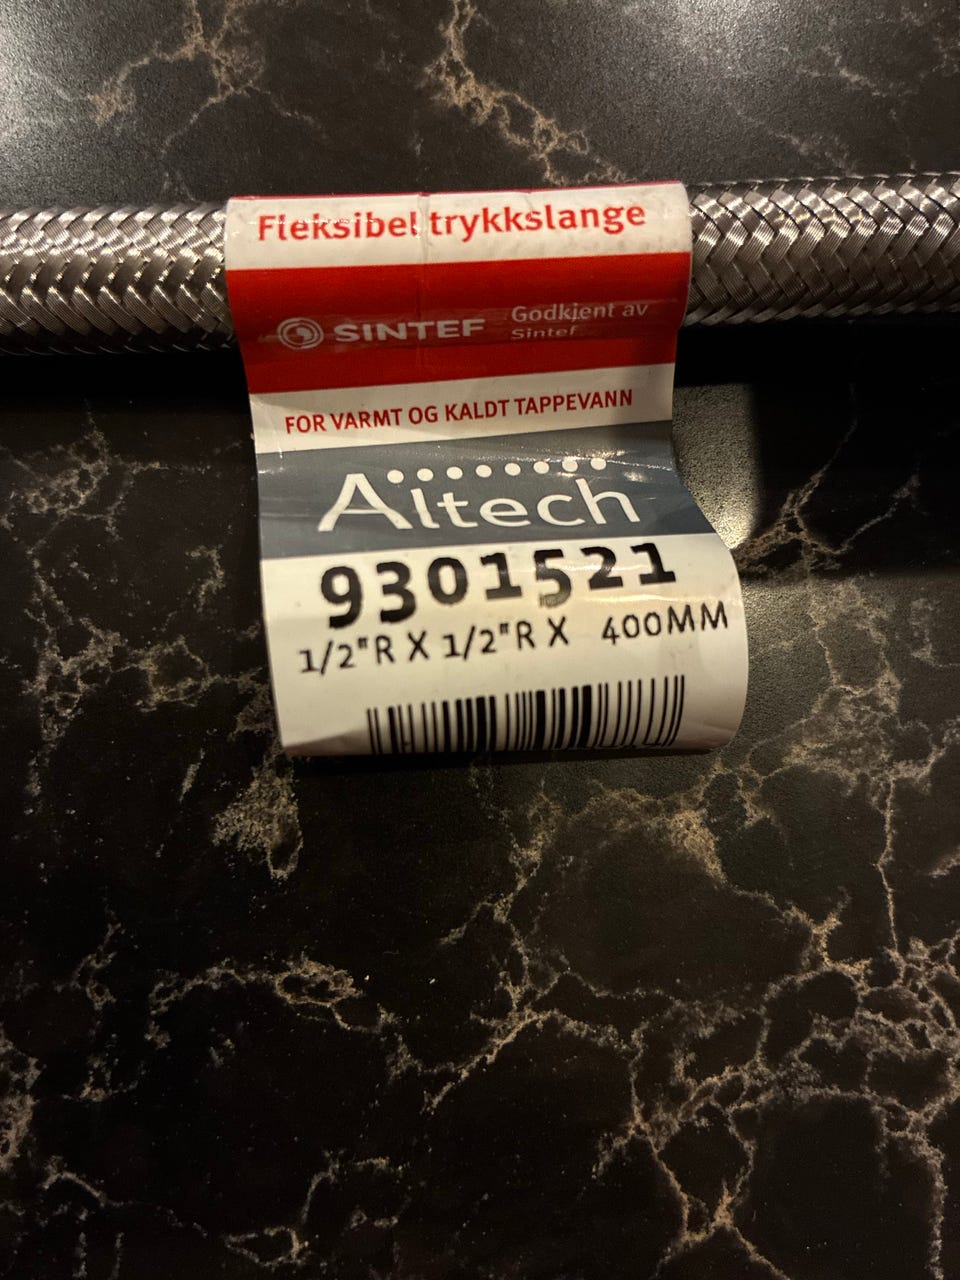 Fleksibel trykkslange
SINTEF
Godkjent av
Sintef
FOR VARMT OG KALDT TAPPEVANN
Altech
9301521
1/2"R X 1/2"R X 400MM